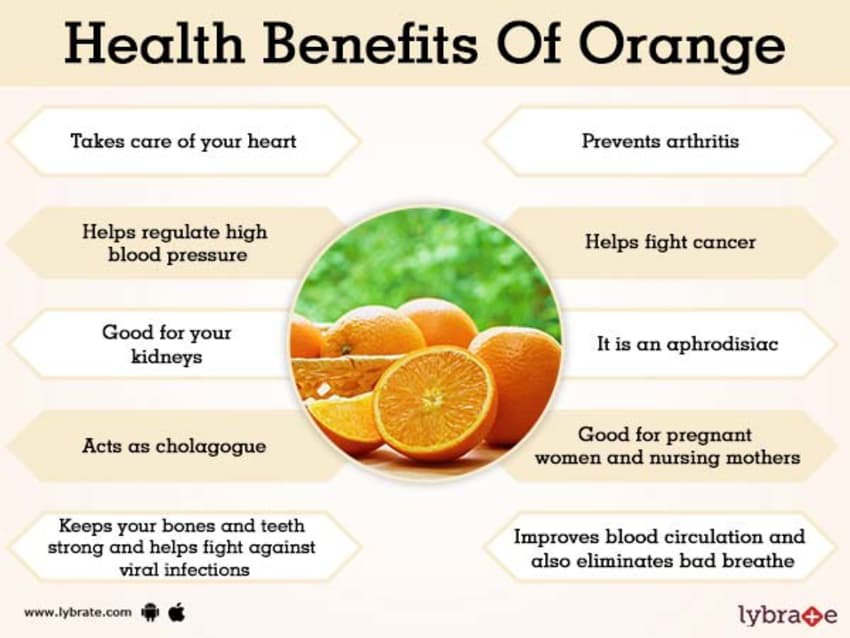 Health Benefits Of Orange
Takes care of your heart
Helps regulate high
blood pressure
Good for your
kidneys
Acts as cholagogue
Keeps your bones and teeth
strong and helps fight against
viral infections
Prevents arthritis
Helps fight cancer
It is an aphrodisiac
Good for pregnant
women and nursing mothers
Improves blood circulation and
also eliminates bad breathe
www.lybrate.com
lybrate